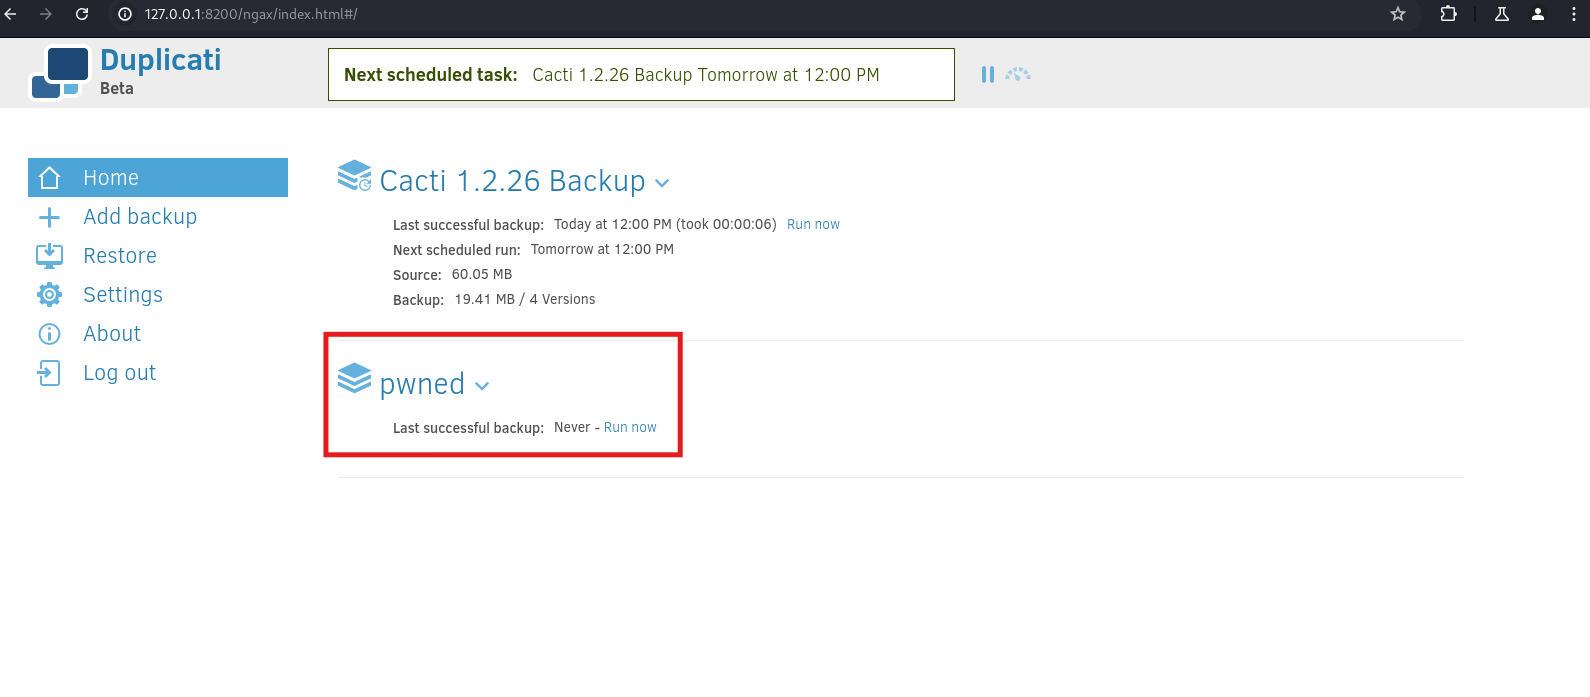 127.0.0.1:8200/ngax/index.html#/
Duplicati
Beta
Next scheduled task: Cacti 1.2.26 Backup Tomorrow at 12:00 PM
Home
Add backup
Restore
Settings
About
Log out
Cacti 1.2.26 Backup
Last successful backup: Today at 12:00 PM (took 00:00:06) Run now
Next scheduled run: Tomorrow at 12:00 PM
Source: 60.05 MB
Backup: 19.41 MB / 4 Versions
pwned
Last successful backup: Never - Run now